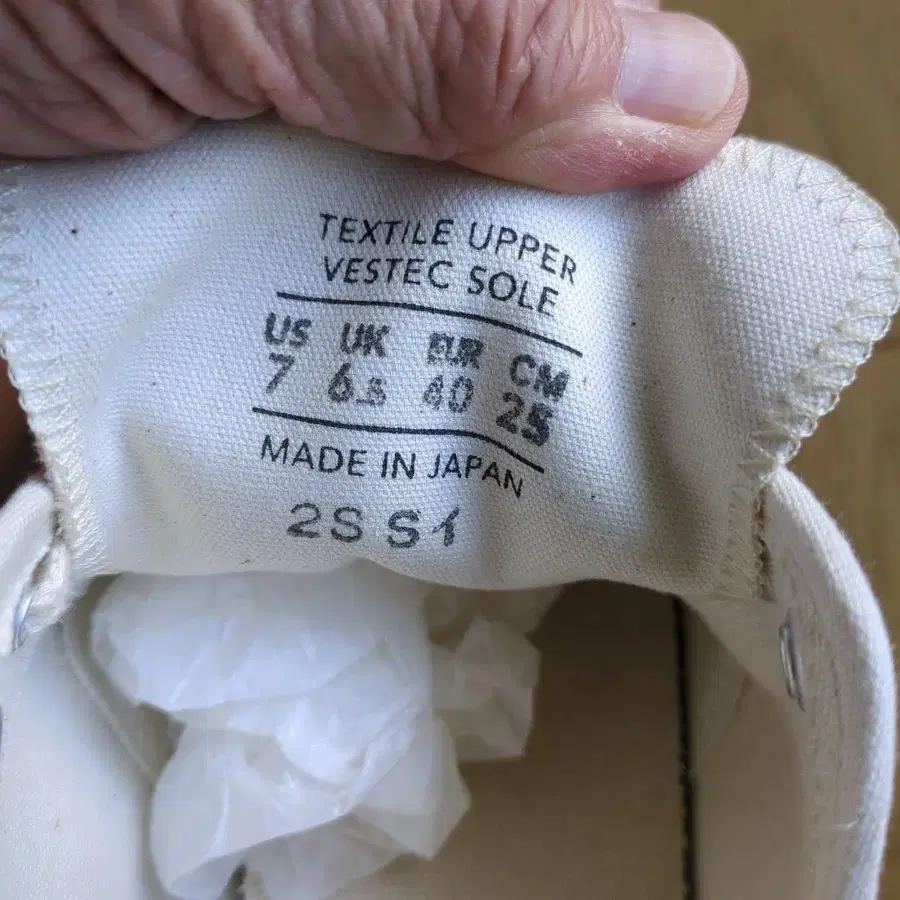 TEXTILE UPPER
VESTEC SOLE
US UK EUR CM
7 6.5 40 25
MADE IN JAPAN
2S S1